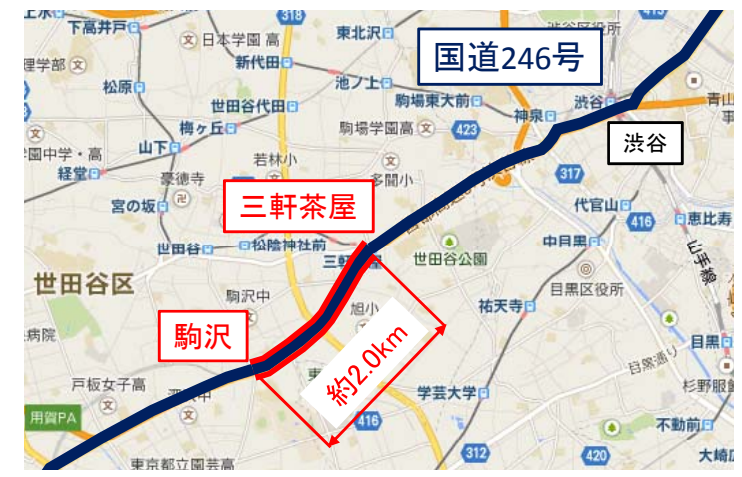 318
下高井戸
日本学園 高
東北沢
新代田
国道246号
池ノ上
松原
世田谷代田
駒場東大前
神泉
渋谷
青山
梅ヶ丘
駒場学園高
423
渋谷
山下
若林小
園中学・高
経堂
多聞小
317
豪徳寺
三軒茶屋
代官山
416
恵比寿
宮の坂
世田谷
松陰神社前
世田谷公園
中目黒
山手線
世田谷区
駒沢中
旭小
祐天寺
目黒区役所
病院
駒沢
約2.0km
目黒
目黒通り
戸板女子高
学芸大学
杉野服
用賀PA
416
不動前
312
420
大崎広
東京都立園芸高